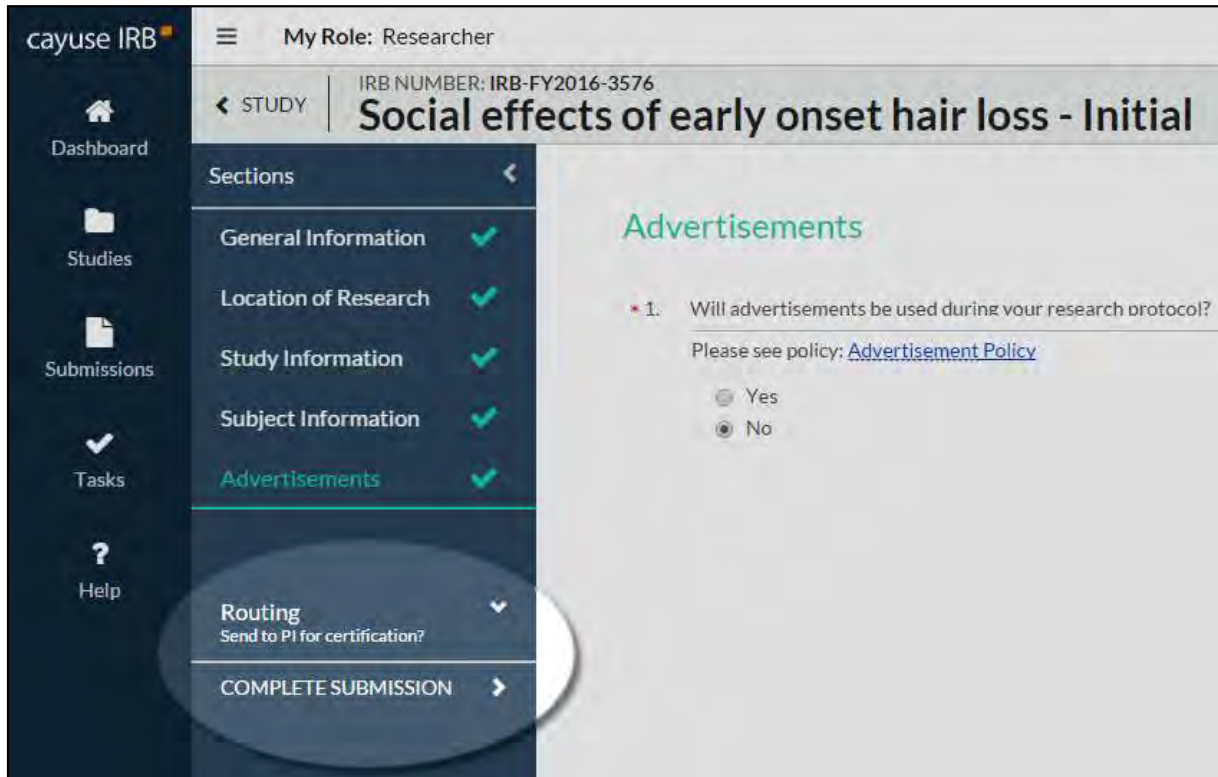 cayuse IRB
My Role: Researcher
STUDY
IRB NUMBER: IRB-FY2016-3576
Social effects of early onset hair loss - Initial
Dashboard
Studies
Submissions
Tasks
? Help
Sections
General Information
Location of Research
Study Information
Subject Information
Advertisements
Routing
Send to PI for certification?
COMPLETE SUBMISSION
Advertisements
* 1. Will advertisements be used during your research protocol?
Please see policy: Advertisement Policy
Yes
No